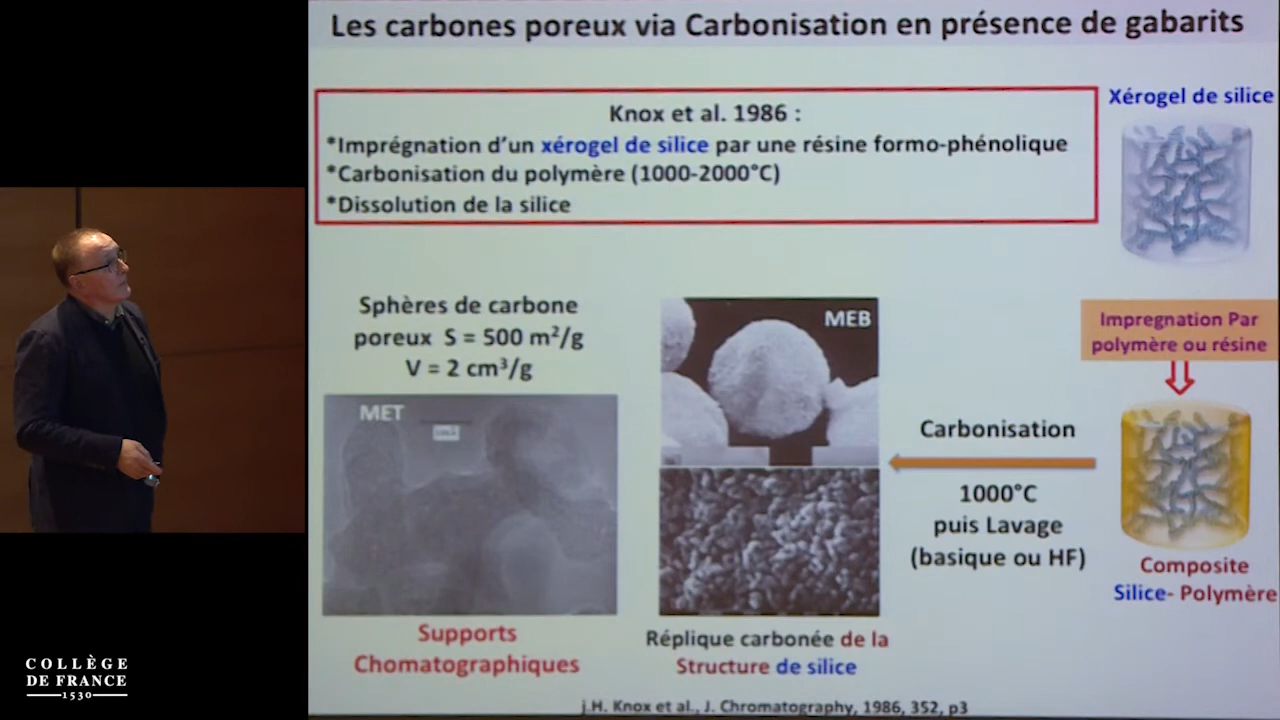 Les carbones poreux via Carbonisation en présence de gabarits
Knox et al. 1986 :
*Imprégnation d'un xérogel de silice par une résine formo-phénolique
*Carbonisation du polymère (1000-2000°C)
*Dissolution de la silice
Xérogel de silice
Impregnation Par
polymère ou résine
Sphères de carbone
poreux S = 500 m²/g
V = 2 cm³/g
MET
MEB
Carbonisation
1000°C
puis Lavage
(basique ou HF)
Composite
Silice- Polymère
Supports
Chomatographiques
Réplique carbonée de la
Structure de silice
j.H. Knox et al., J. Chromatography, 1986, 352, p3
COLLÈGE
DE FRANCE
1530